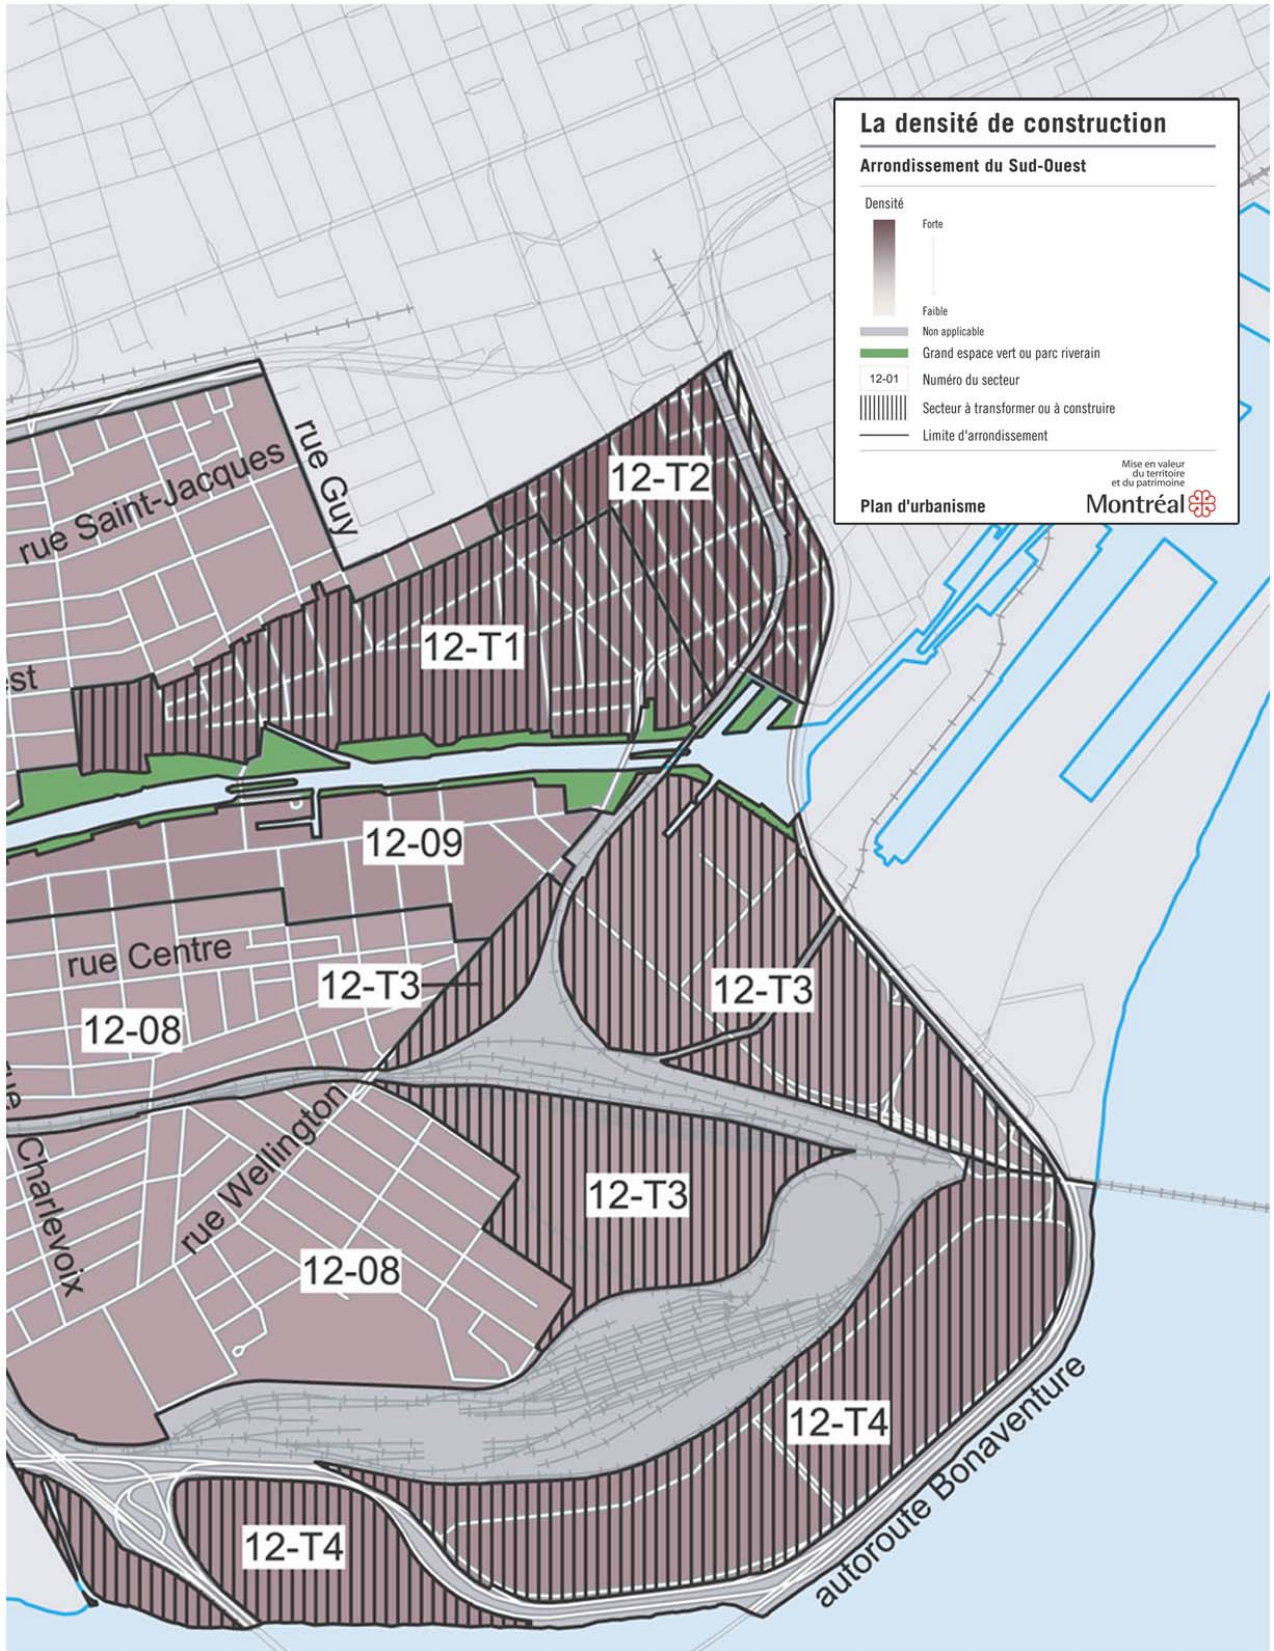 La densité de construction
Arrondissement du Sud-Ouest
Densité
Forte
Faible
Non applicable
Grand espace vert ou parc riverain
12-01 Numéro du secteur
Secteur à transformer ou à construire
Limite d'arrondissement
Mise en valeur
du territoire
et du patrimoine
Plan d'urbanisme
Montréal
rue Guy
rue Saint-Jacques
12-T2
12-T1
st
12-09
rue Centre
12-T3
12-T3
12-08
rue Wellington
Charlevoix
12-T3
12-08
12-T4
autoroute Bonaventure
12-T4